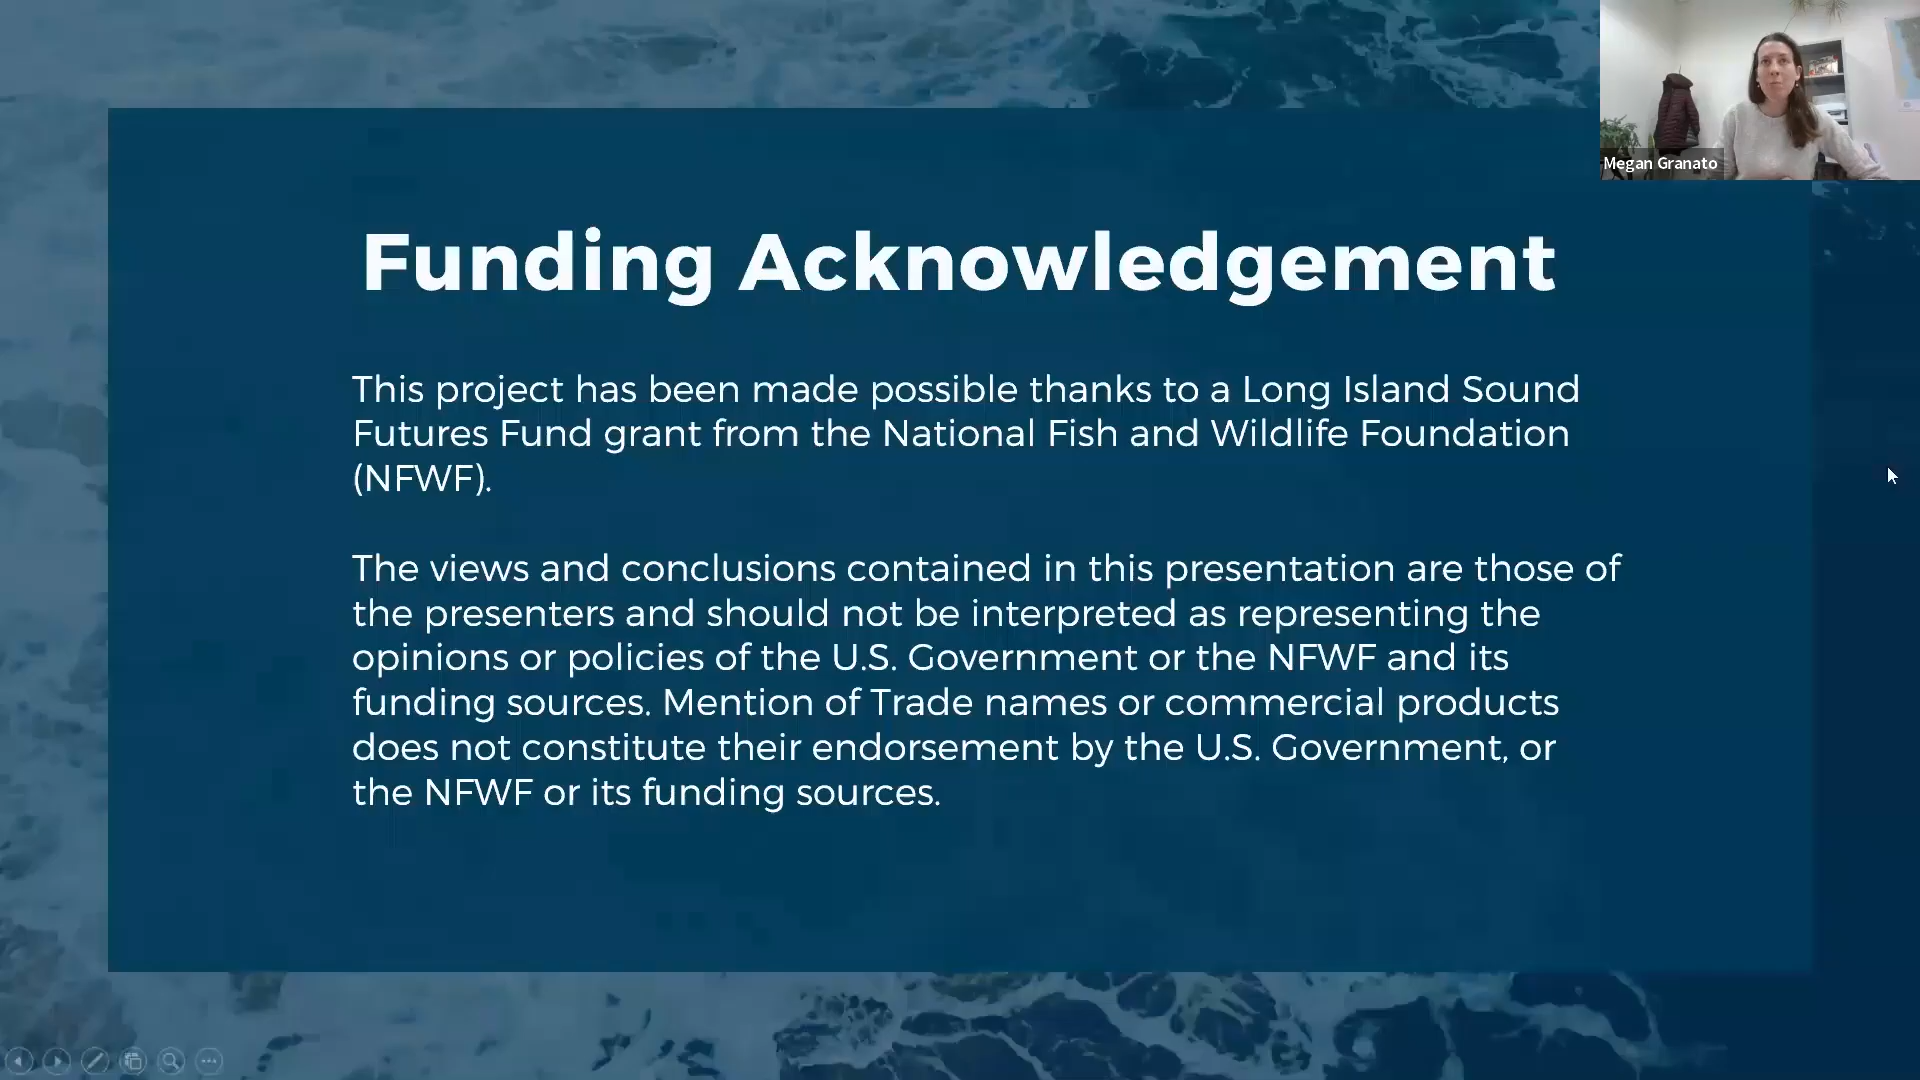 Megan Granato
Funding Acknowledgement
This project has been made possible thanks to a Long Island Sound
Futures Fund grant from the National Fish and Wildlife Foundation
(NFWF).
The views and conclusions contained in this presentation are those of
the presenters and should not be interpreted as representing the
opinions or policies of the U.S. Government or the NFWF and its
funding sources. Mention of Trade names or commercial products
does not constitute their endorsement by the U.S. Government, or
the NFWF or its funding sources.